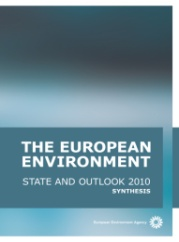 THE EUROPEAN
ENVIRONMENT
STATE AND OUTLOOK 2010
SYNTHESIS
European Environment Agency